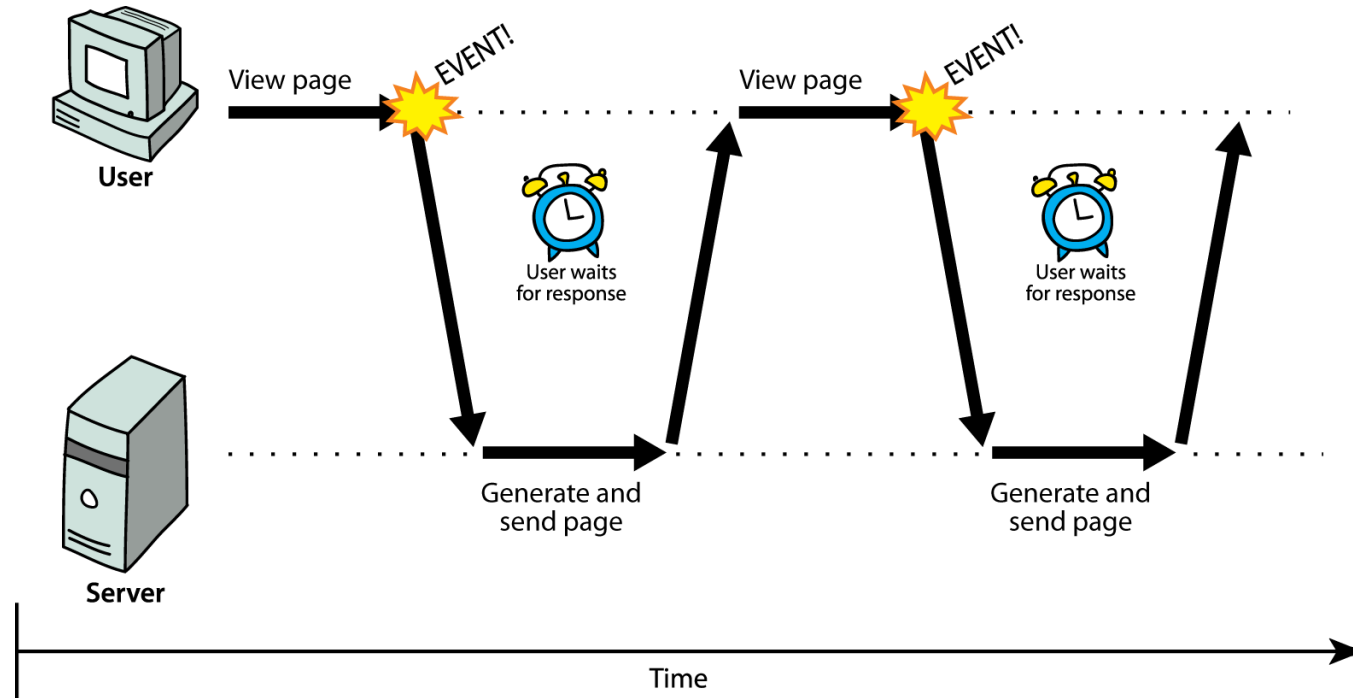 EVENT!
View page
User
User waits
for response
View page
EVENT!
User waits
for response
Generate and
send page
Generate and
send page
Server
Time